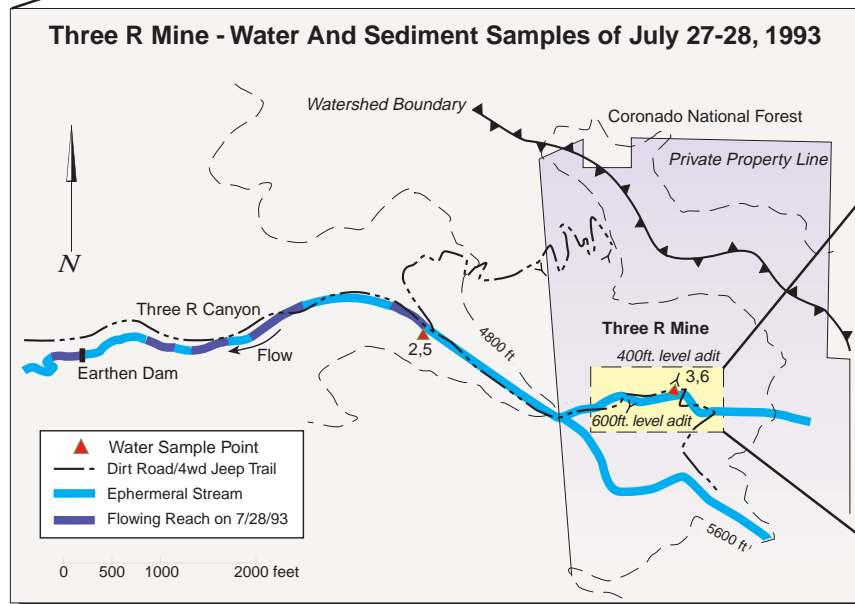 Three R Mine - Water And Sediment Samples of July 27-28, 1993
Watershed Boundary
Coronado National Forest
Private Property Line
N
Three R Canyon
Flow
Earthen Dam
2,5
4800 ft
Three R Mine
400ft. level adit
3,6
600ft. level adit
5600 ft
Water Sample Point
Dirt Road/4wd Jeep Trail
Ephemeral Stream
Flowing Reach on 7/28/93
0 500 1000 2000 feet